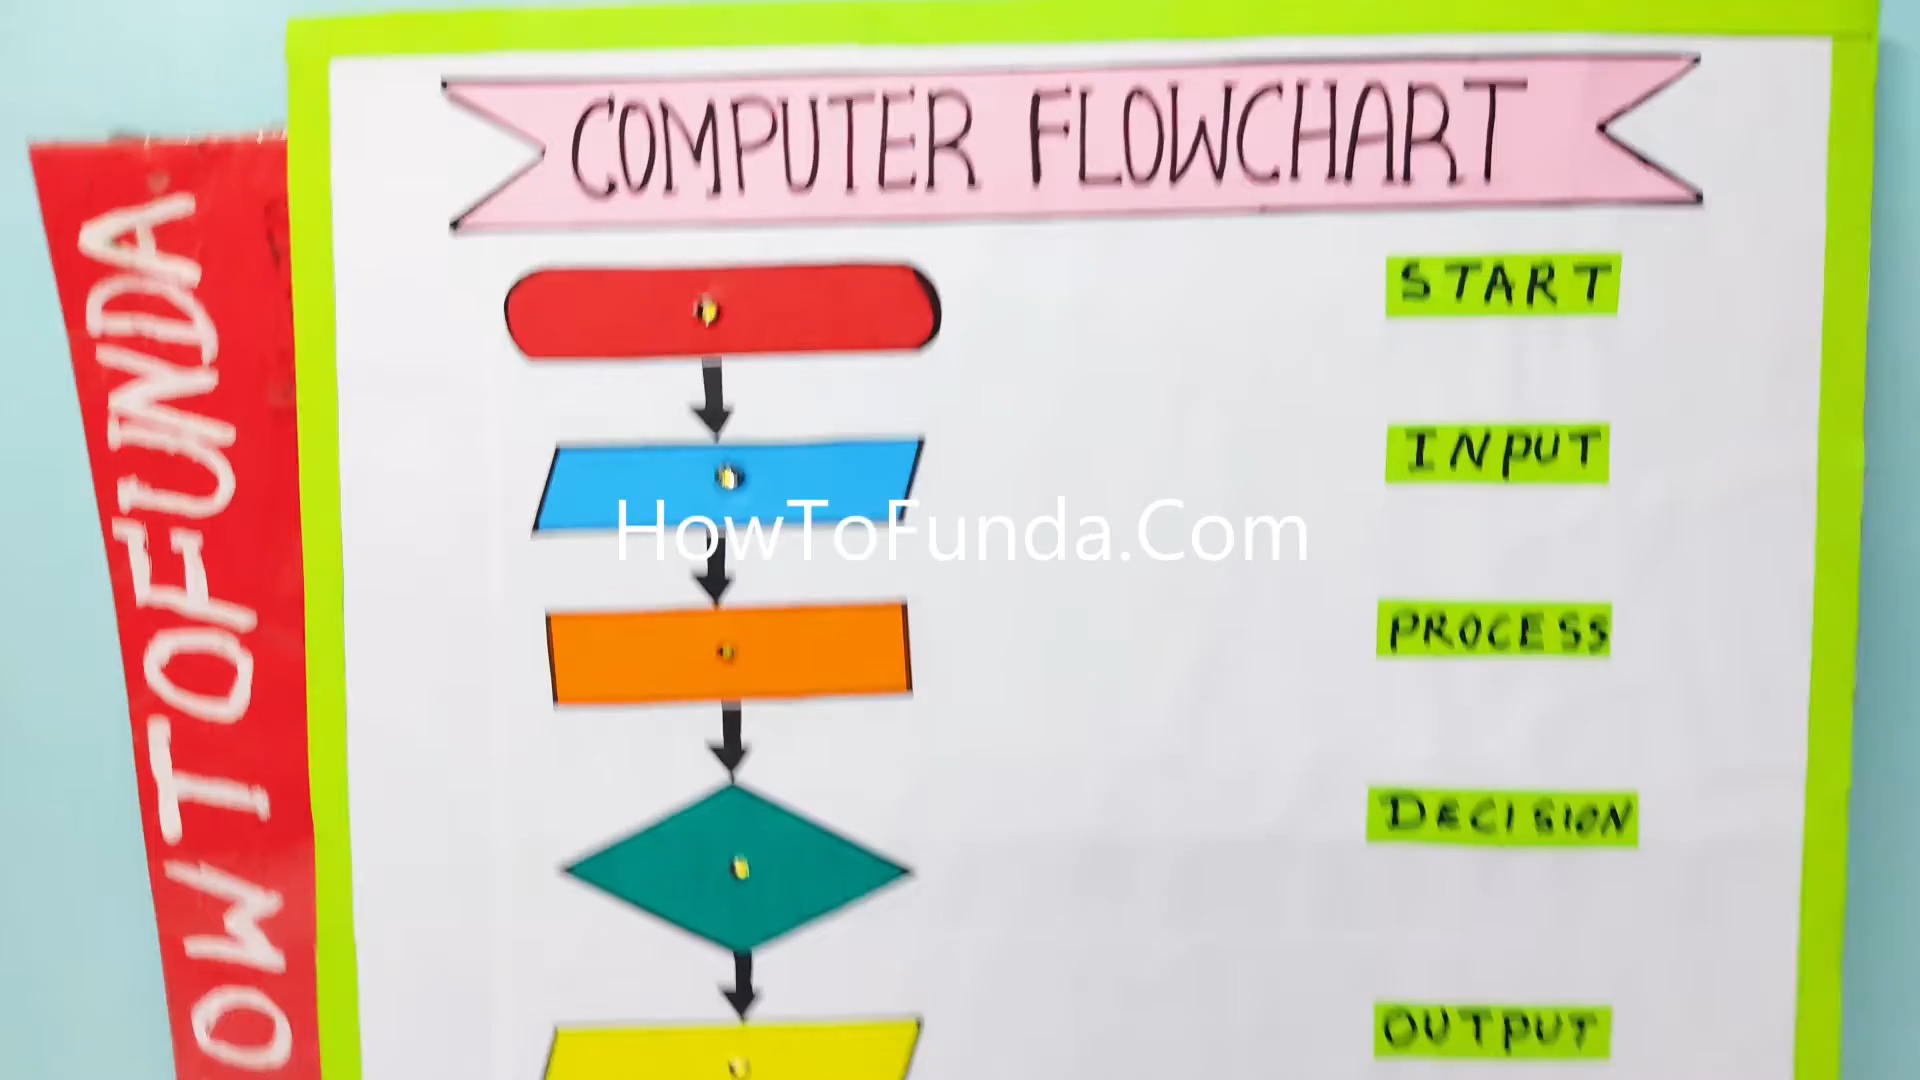 COMPUTER FLOWCHART
START
INPUT
HowToFunda.Com
PROCESS
DECISION
OUTPUT
OWTOFUNDA